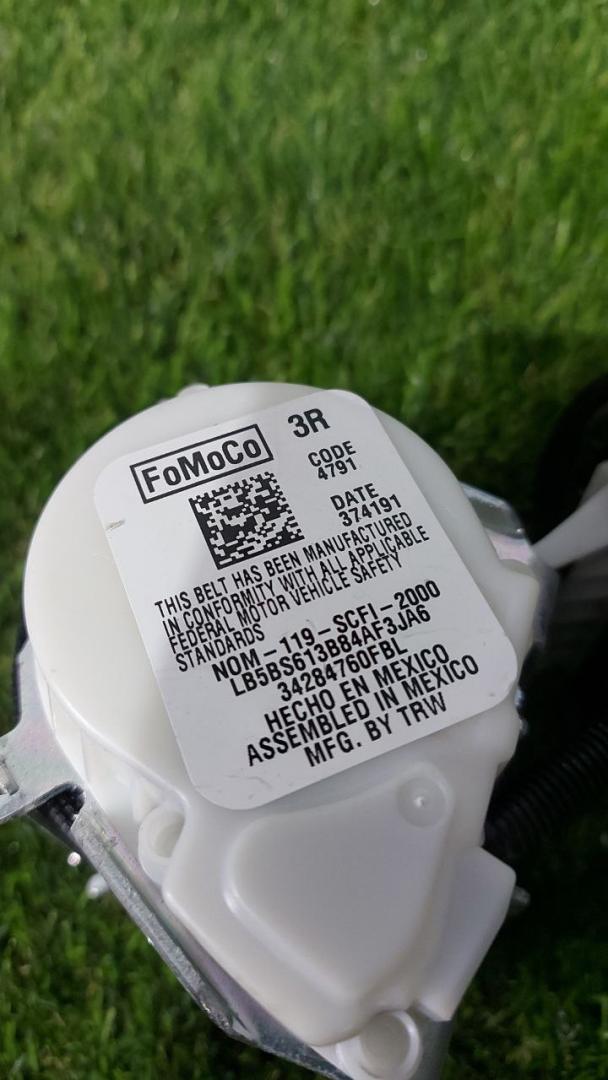 FoMoCo 3R
CODE
4791
DATE
374191
THIS BELT HAS BEEN MANUFACTURED
IN CONFORMITY WITH ALL APPLICABLE
FEDERAL MOTOR VEHICLE SAFETY
STANDARDS
NOM-119-SCFI-2000
LB5BS613B84AF3JA6
34284760FBL
HECHO EN MEXICO
ASSEMBLED IN MEXICO
MFG. BY TRW